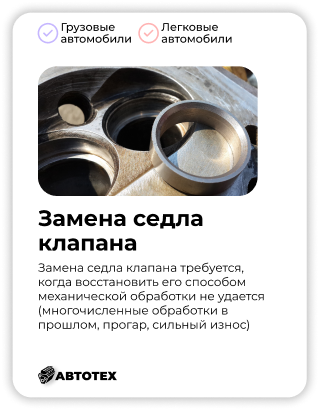 Грузовые
автомобили
Легковые
автомобили
Замена седла
клапана
Замена седла клапана требуется,
когда восстановить его способом
механической обработки не удается
(многочисленные обработки в
прошлом, прогар, сильный износ)
АВТОТЕХ